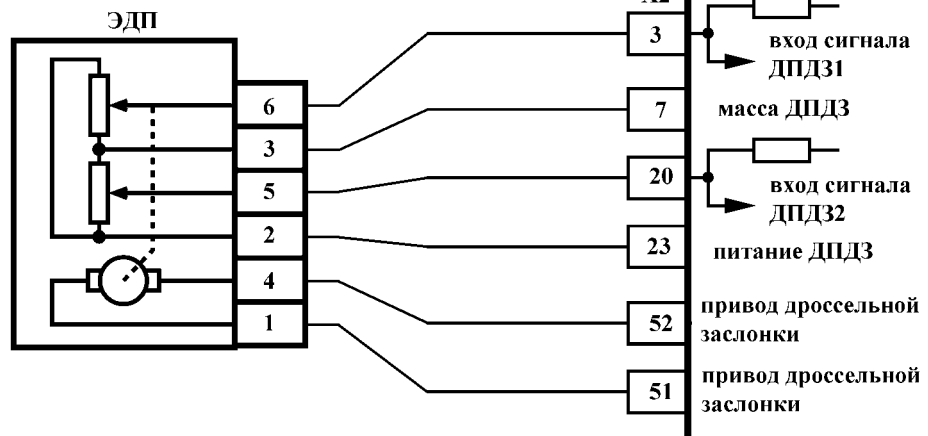 ЭДП
X2
3
вход сигнала
ДПДЗ1
6
7
масса ДПДЗ
3
5
20
вход сигнала
ДПДЗ2
2
23
питание ДПДЗ
4
1
52
привод дроссельной
заслонки
51
привод дроссельной
заслонки